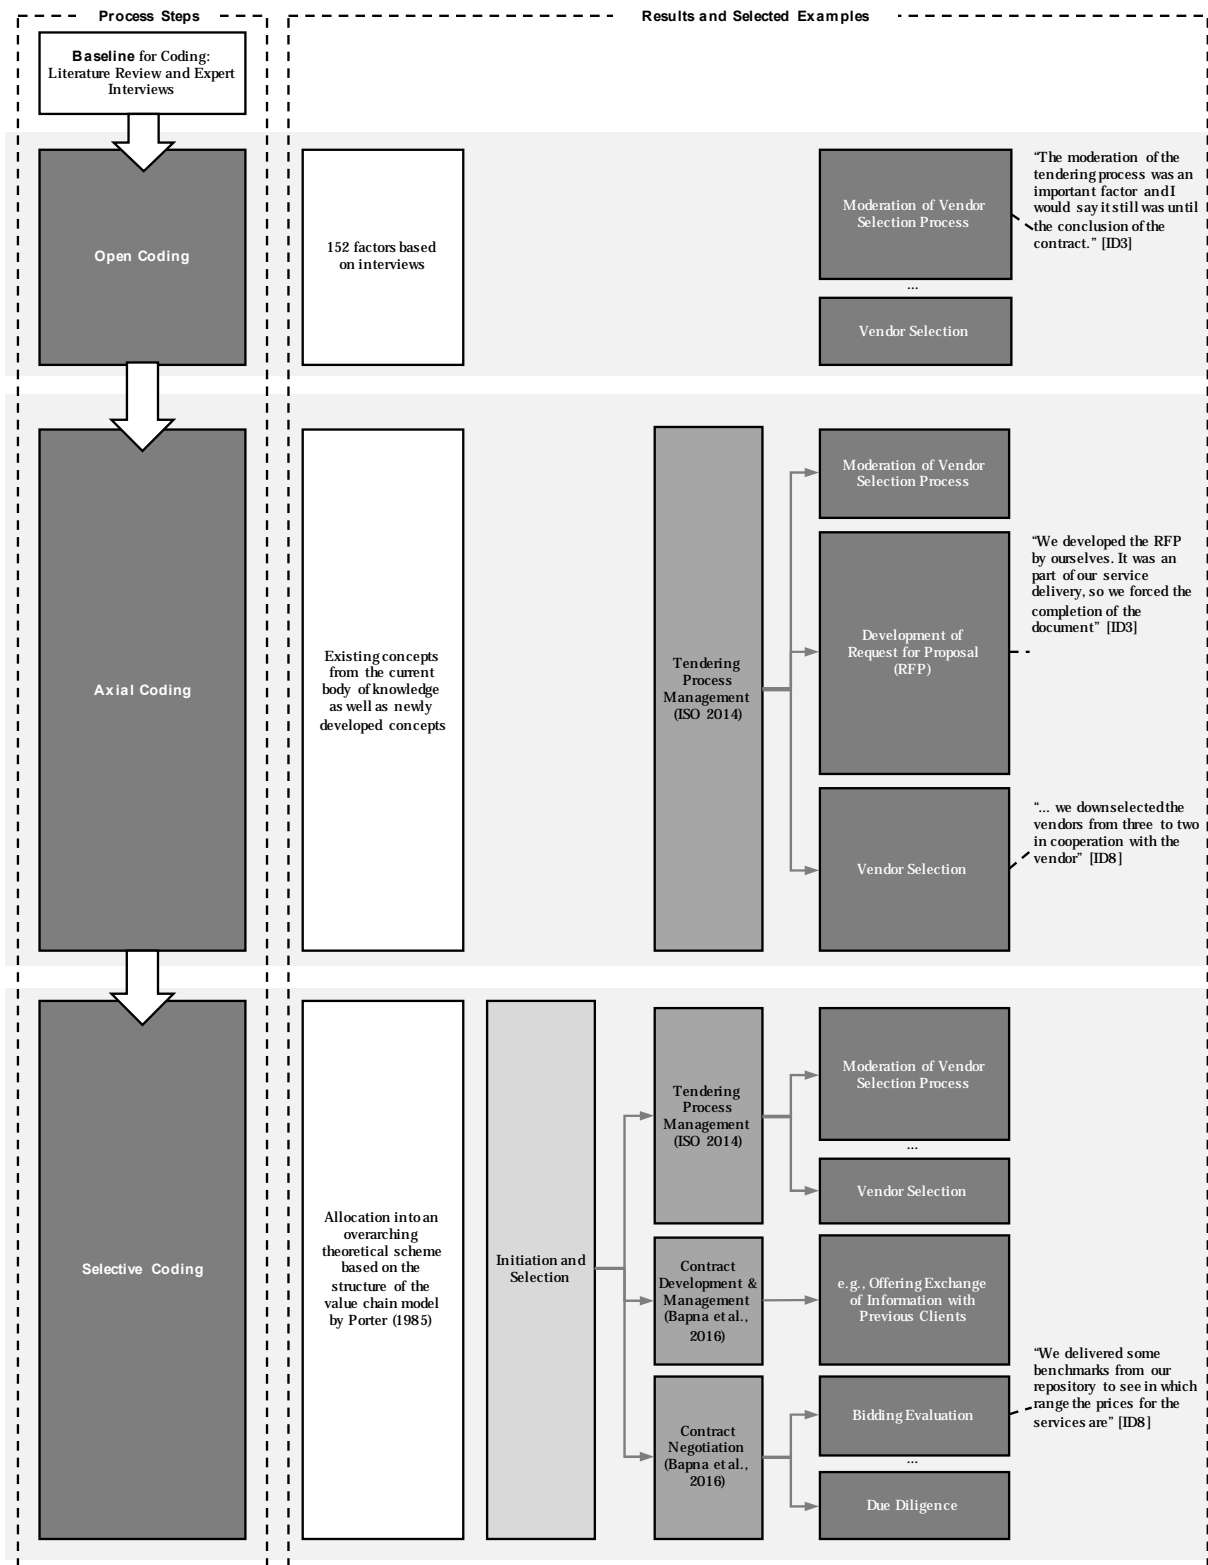 Process Steps
Results and Selected Examples
Baseline for Coding:
Literature Review and Expert
Interviews
Open Coding
152 factors based
on interviews
Moderation of Vendor
Selection Process
...
Vendor Selection
“The moderation of the
tendering process was an
important factor and I
would say it still was until
the conclusion of the
contract.” [ID3]
Axial Coding
Existing concepts
from the current
body of knowledge
as well as newly
developed concepts
Tendering
Process
Management
(ISO 2014)
Moderation of Vendor
Selection Process
Development of
Request for Proposal
(RFP)
“We developed the RFP
by ourselves. It was an
part of our service
delivery, so we forced the
completion of the
document” [ID3]
Vendor Selection
“... we downselected the
vendors from three to two
in cooperation with the
vendor” [ID8]
Selective Coding
Allocation into an
overarching
theoretical scheme
based on the
structure of the
value chain model
by Porter (1985)
Initiation and
Selection
Tendering
Process
Management
(ISO 2014)
Moderation of Vendor
Selection Process
...
Vendor Selection
Contract
Development &
Management
(Bapna et al.,
2016)
e.g., Offering Exchange
of Information with
Previous Clients
Contract
Negotiation
(Bapna et al.,
2016)
Bidding Evaluation
...
Due Diligence
“We delivered some
benchmarks from our
repository to see in which
range the prices for the
services are” [ID8]